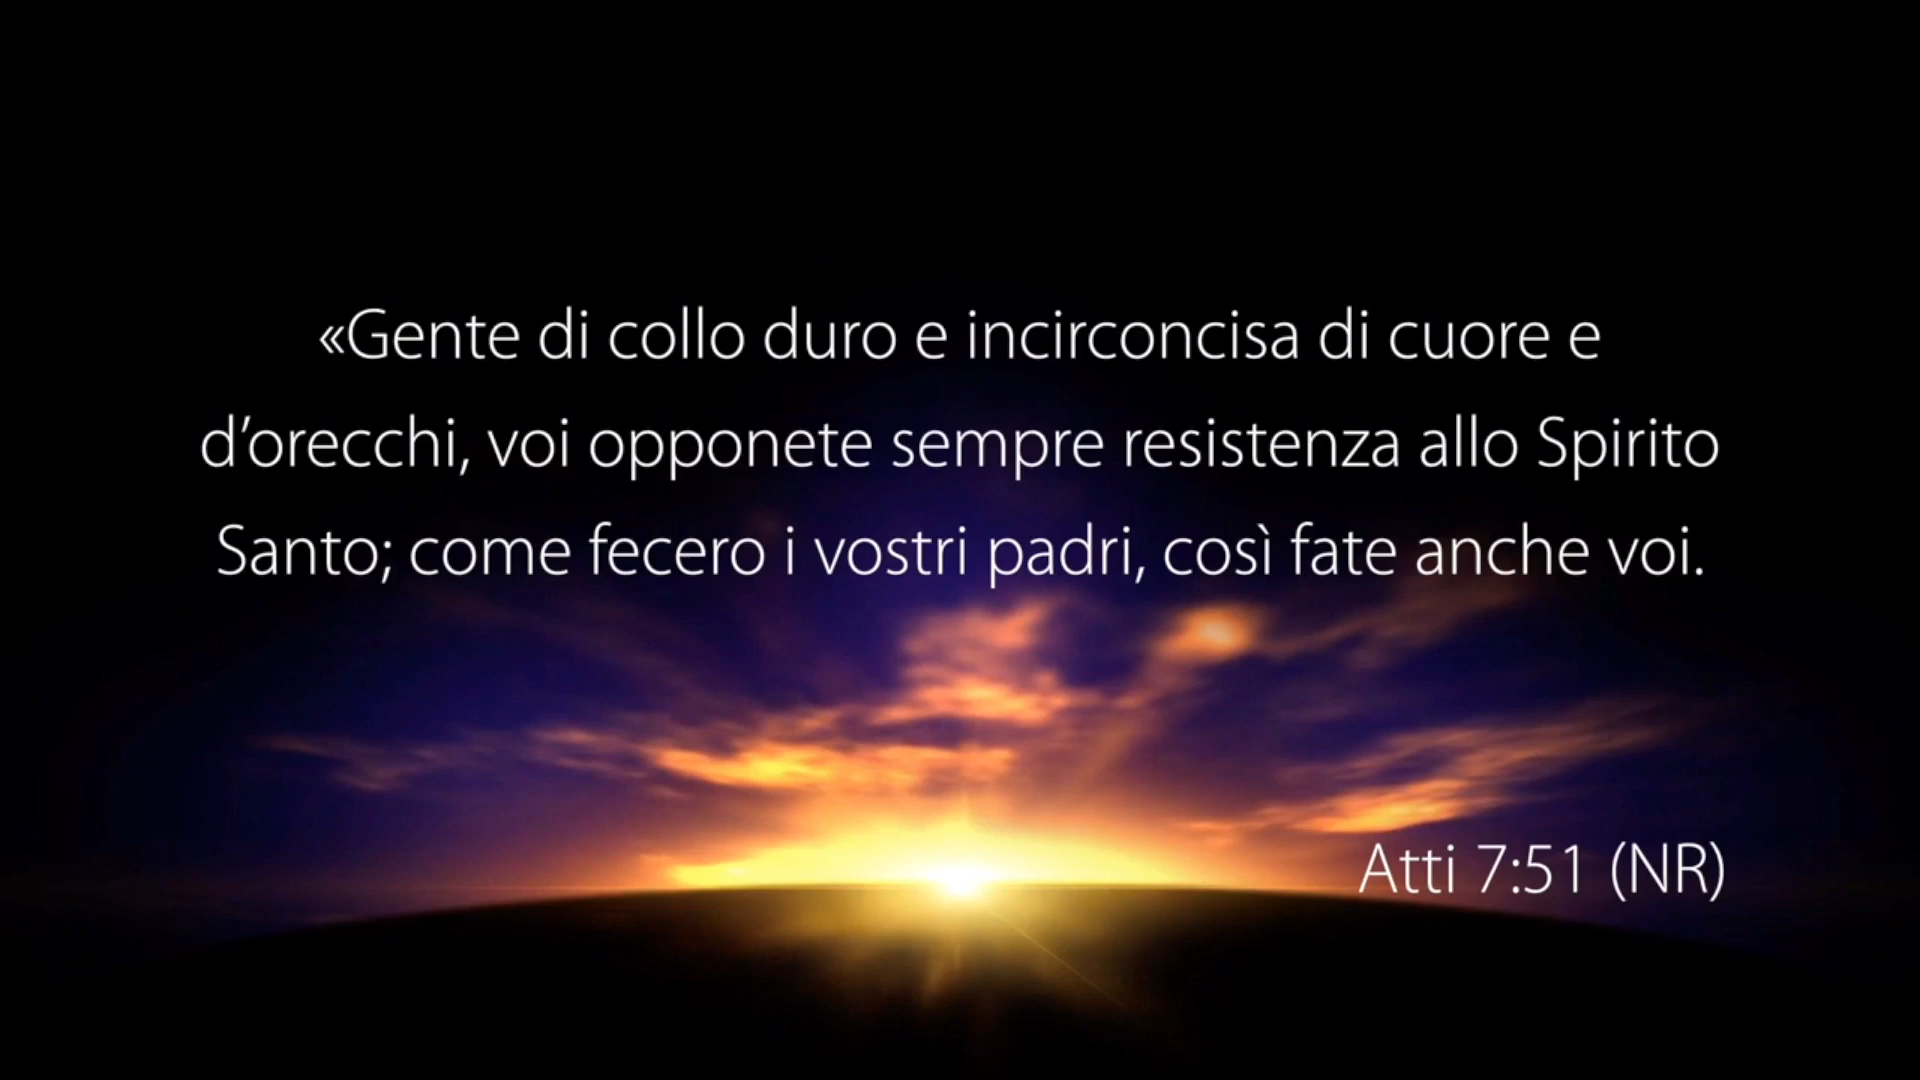 «Gente di collo duro e incirconcisa di cuore e
d’orecchi, voi opponete sempre resistenza allo Spirito
Santo; come fecero i vostri padri, così fate anche voi.
Atti 7:51 (NR)